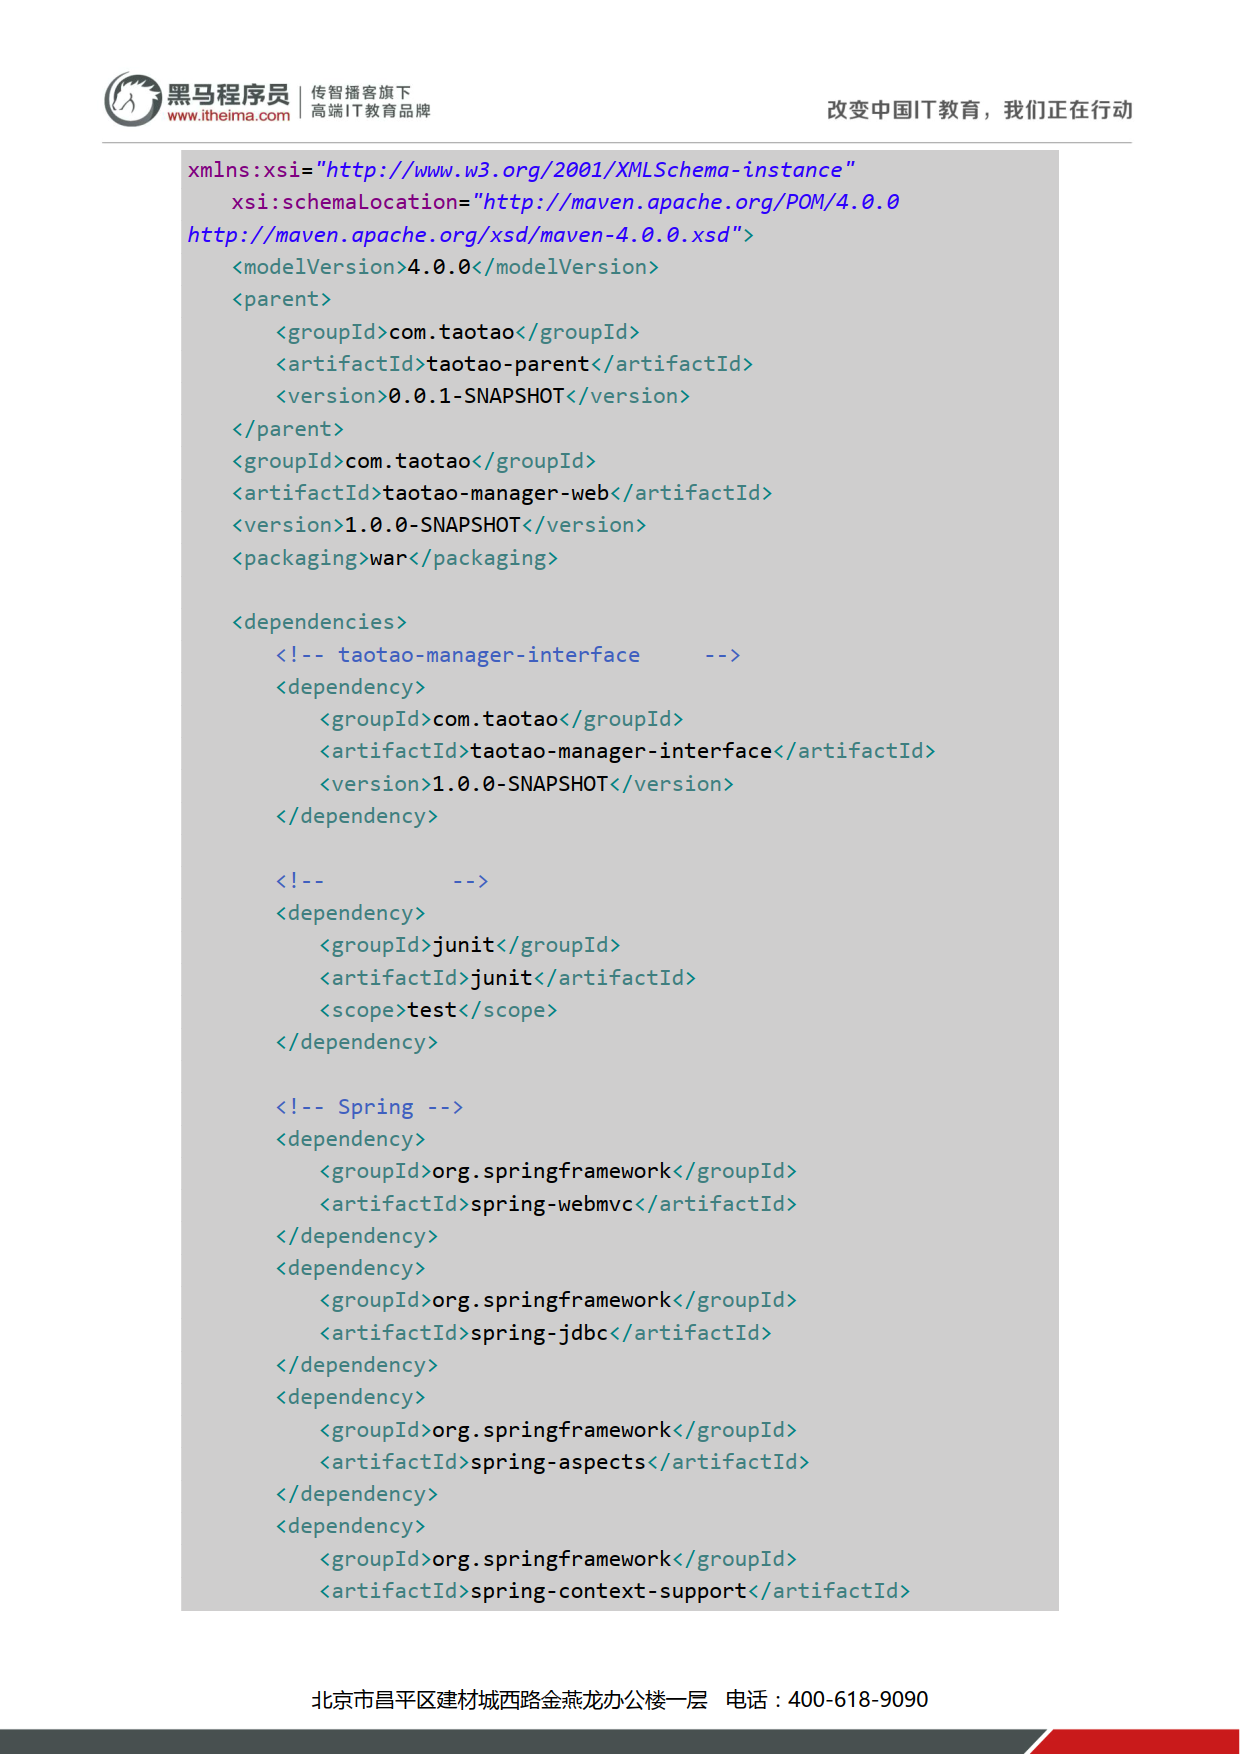 黑马程序员
www.itheima.com
传智播客旗下
高端IT教育品牌
改变中国IT教育，我们正在行动
xmlns:xsi="http://www.w3.org/2001/XMLSchema-instance"
xsi:schemaLocation="http://maven.apache.org/POM/4.0.0
http://maven.apache.org/xsd/maven-4.0.0.xsd">
<modelVersion>4.0.0</modelVersion>
<parent>
<groupId>com.taotao</groupId>
<artifactId>taotao-parent</artifactId>
<version>0.0.1-SNAPSHOT</version>
</parent>
<groupId>com.taotao</groupId>
<artifactId>taotao-manager-web</artifactId>
<version>1.0.0-SNAPSHOT</version>
<packaging>war</packaging>
<dependencies>
<!-- taotao-manager-interface -->
<dependency>
<groupId>com.taotao</groupId>
<artifactId>taotao-manager-interface</artifactId>
<version>1.0.0-SNAPSHOT</version>
</dependency>
<!-- -->
<dependency>
<groupId>junit</groupId>
<artifactId>junit</artifactId>
<scope>test</scope>
</dependency>
<!-- Spring -->
<dependency>
<groupId>org.springframework</groupId>
<artifactId>spring-webmvc</artifactId>
</dependency>
<dependency>
<groupId>org.springframework</groupId>
<artifactId>spring-jdbc</artifactId>
</dependency>
<dependency>
<groupId>org.springframework</groupId>
<artifactId>spring-aspects</artifactId>
</dependency>
<dependency>
<groupId>org.springframework</groupId>
<artifactId>spring-context-support</artifactId>
北京市昌平区建材城西路金燕龙办公楼一层 电话：400-618-9090